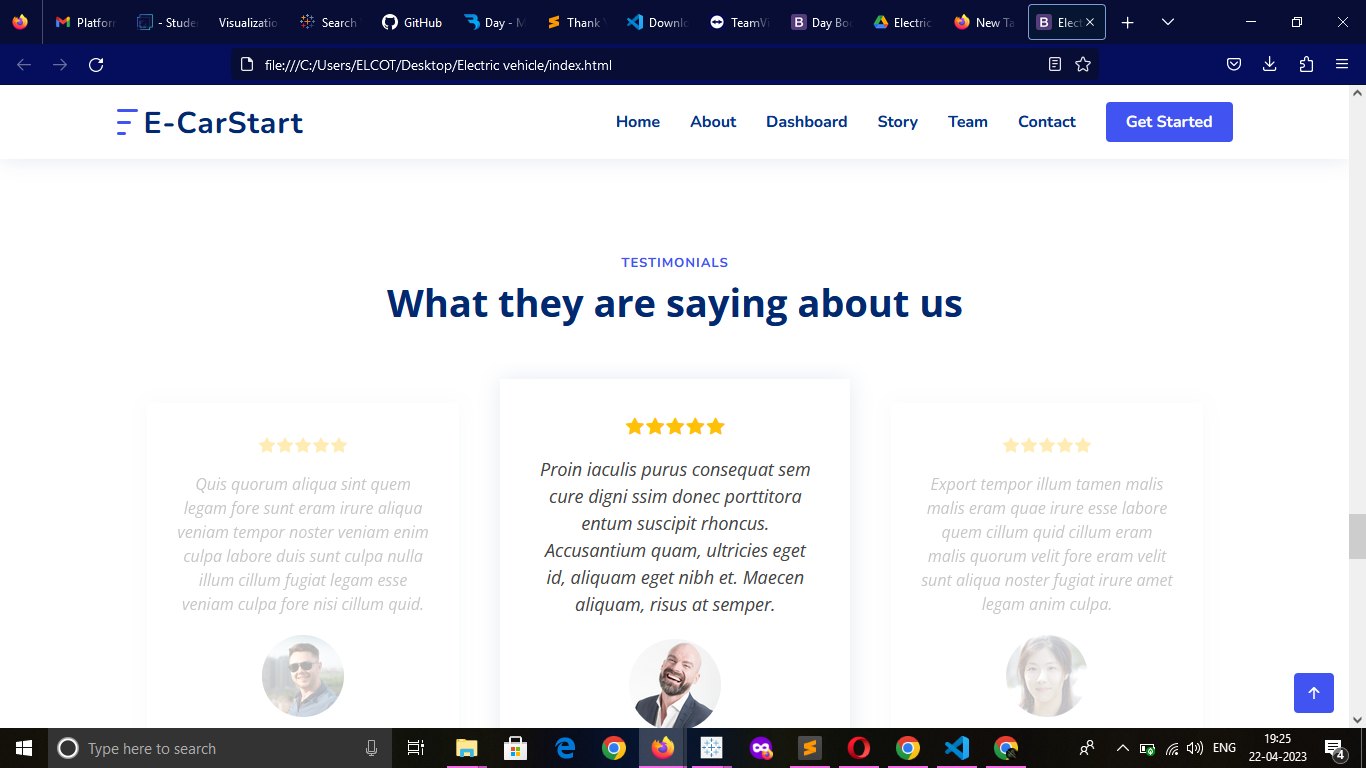 Platform
- Stude
Visualizatio
Search
GitHub
Day - M
Thank
Downlo
TeamVi
Day Boo
Electric
New Ta
Elect
file:///C:/Users/ELCOT/Desktop/Electric vehicle/index.html
E-CarStart
Home About Dashboard Story Team Contact Get Started
TESTIMONIALS
What they are saying about us
Quis quorum aliqua sint quem
legam fore sunt eram irure aliqua
veniam tempor noster veniam enim
culpa labore duis sunt culpa nulla
illum cillum fugiat legam esse
veniam culpa fore nisi cillum quid.
Proin iaculis purus consequat sem
cure digni ssim donec porttitora
entum suscipit rhoncus.
Accusantium quam, ultricies eget
id, aliquam eget nibh et. Maecen
aliquam, risus at semper.
Export tempor illum tamen malis
malis eram quae irure esse labore
quem cillum quid cillum eram
malis quorum velit fore eram velit
sunt aliqua noster fugiat irure amet
legam anim culpa.
Type here to search
ENG
19:25
22-04-2023
4